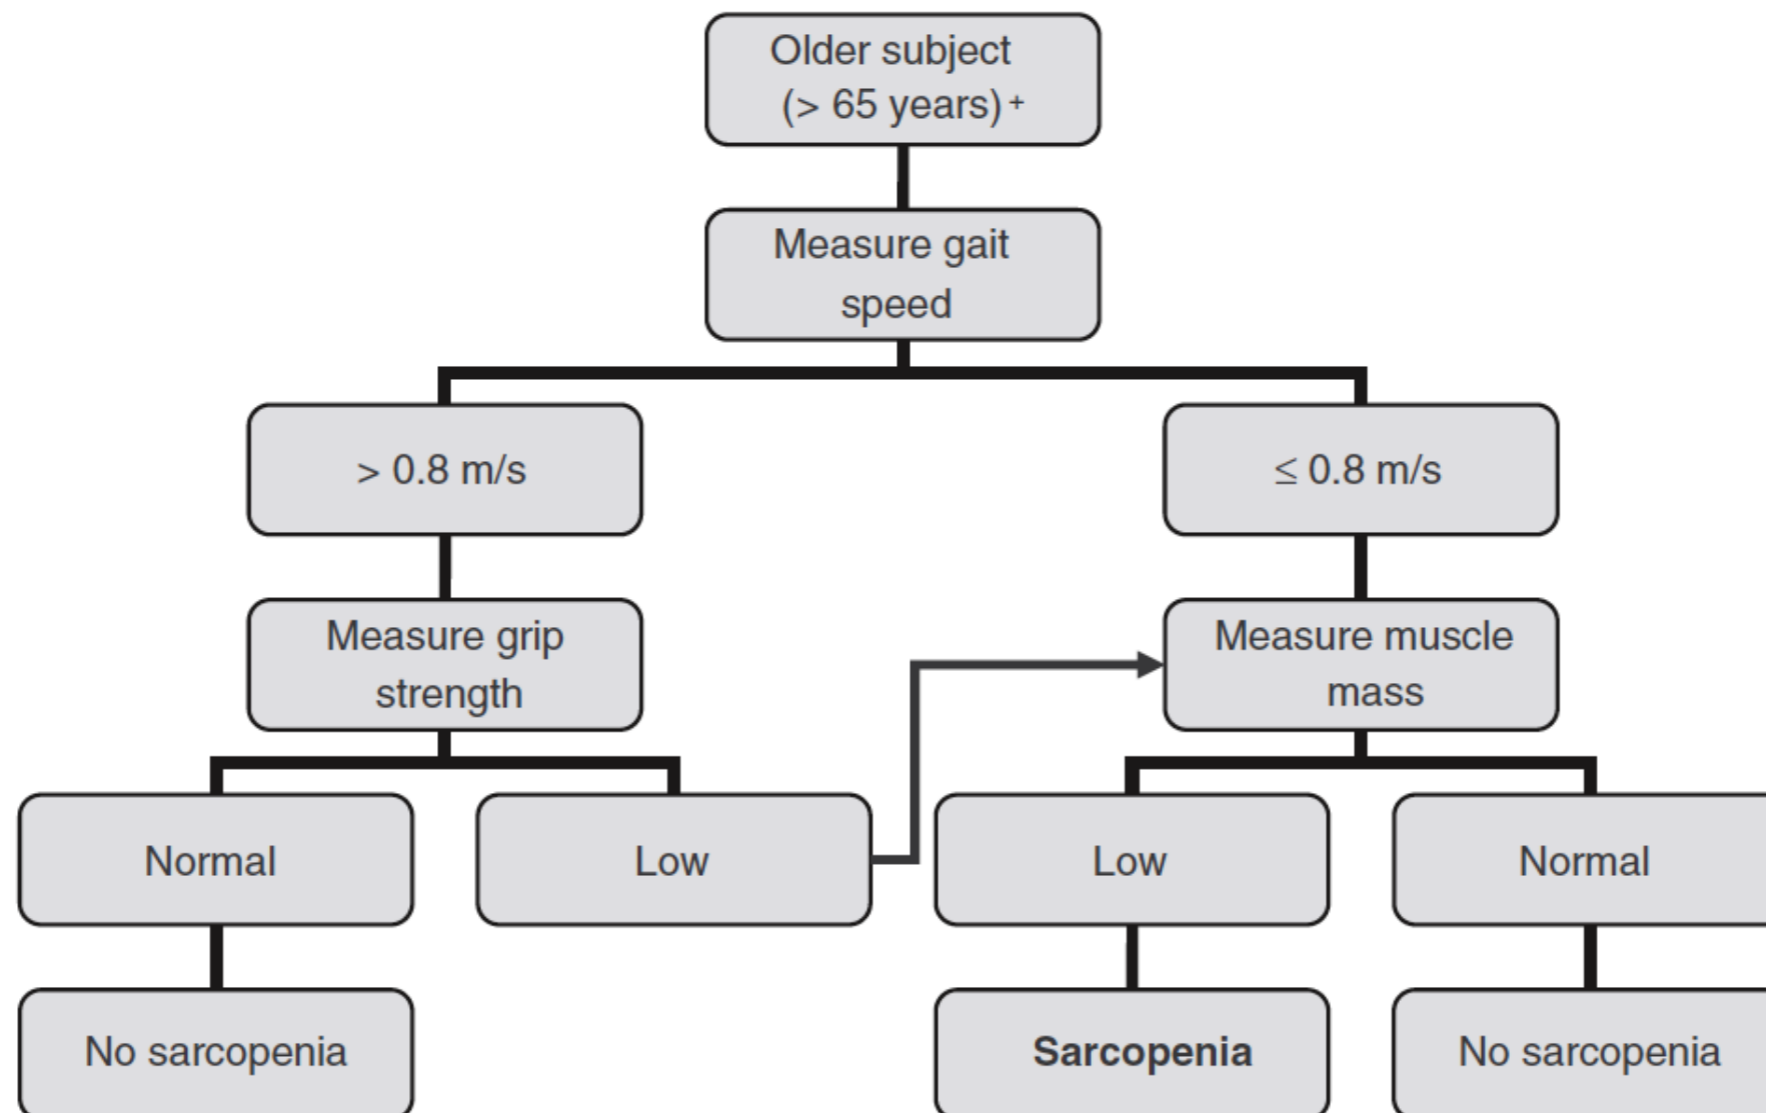 Older subject
(> 65 years) +
Measure gait
speed
> 0.8 m/s
≤ 0.8 m/s
Measure grip
strength
Measure muscle
mass
Normal
Low
Low
Normal
No sarcopenia
Sarcopenia
No sarcopenia